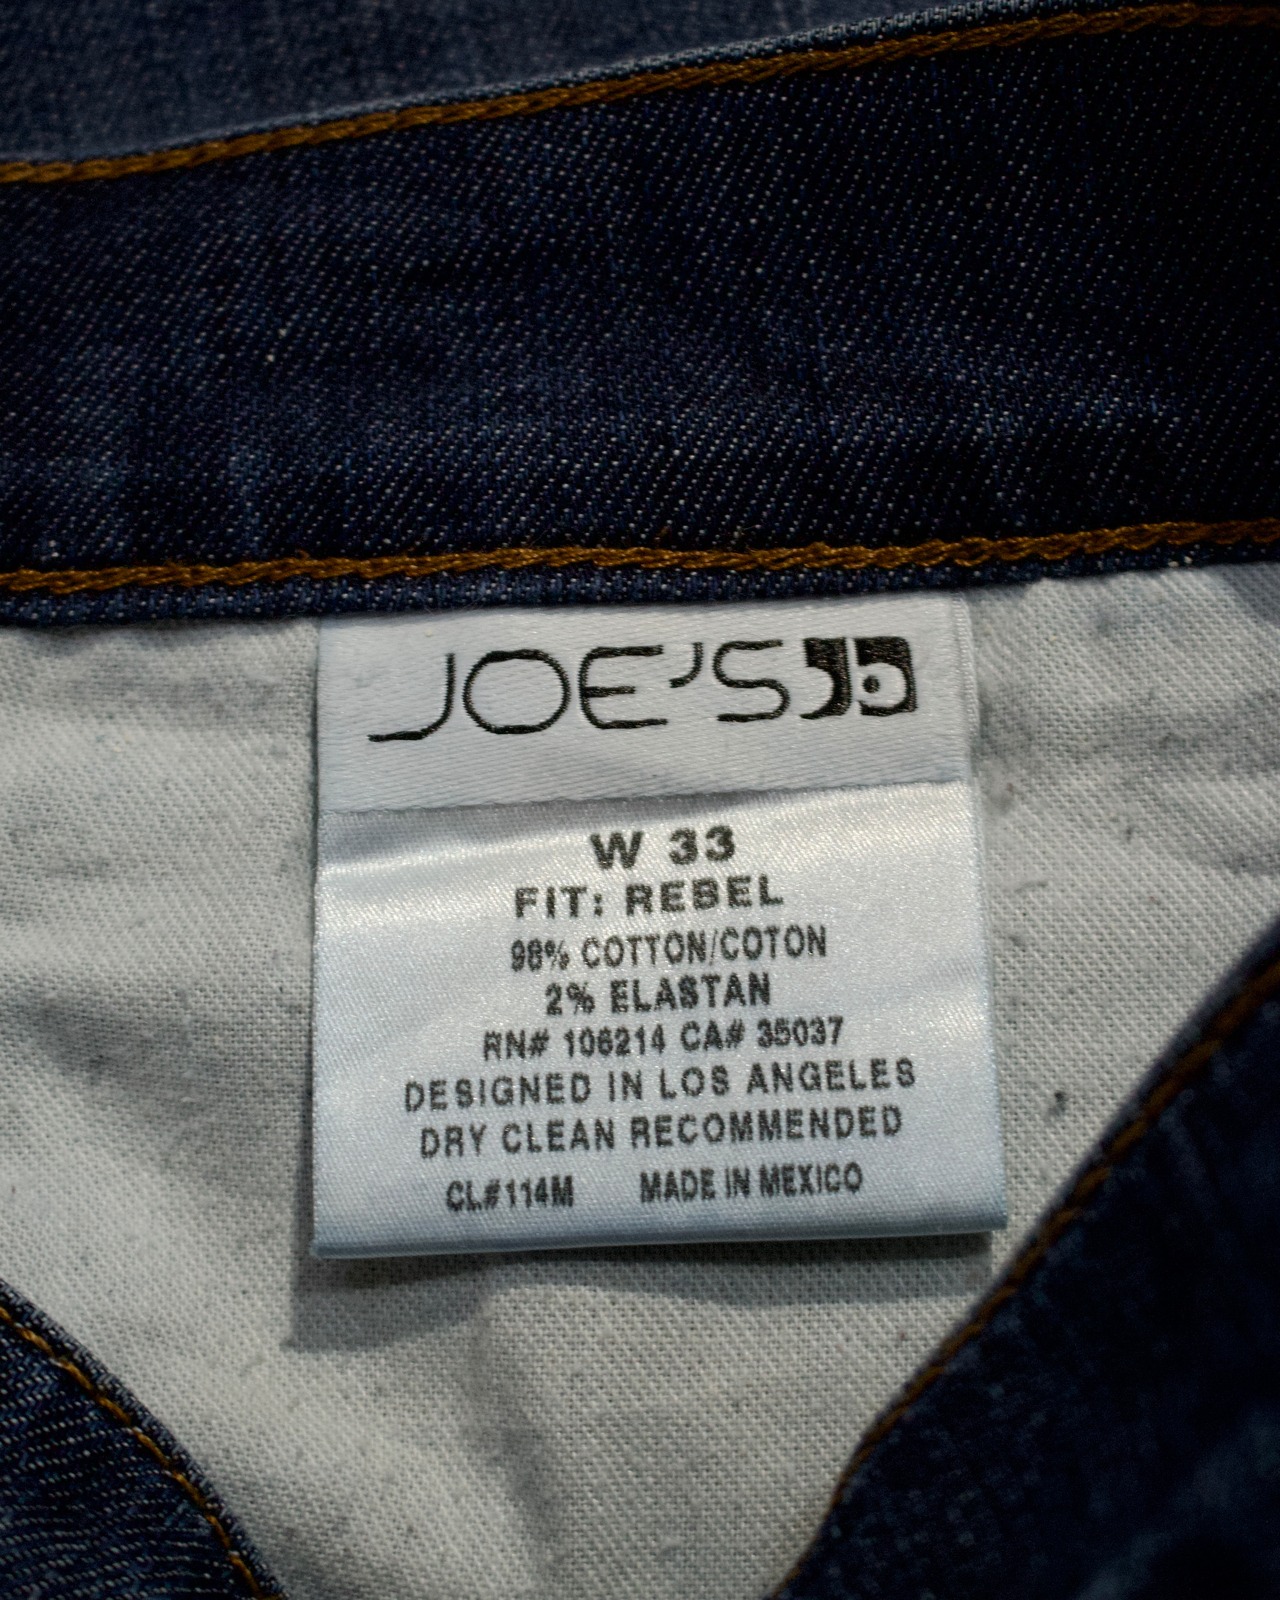 JOE'S
W 33
FIT: REBEL
98% COTTON/COTON
2% ELASTAN
RN# 106214 CA# 35037
DESIGNED IN LOS ANGELES
DRY CLEAN RECOMMENDED
CL#114M MADE IN MEXICO